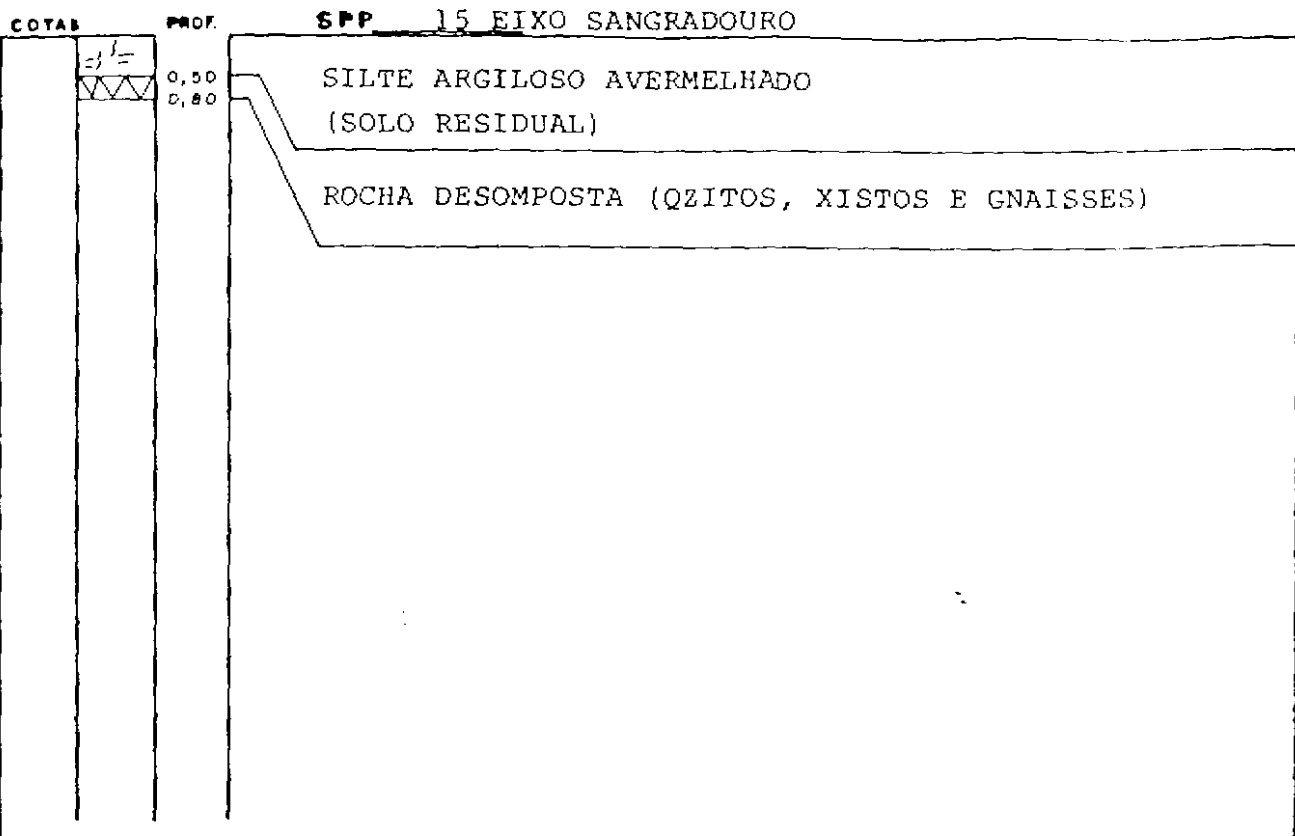 COTAS PROF. SPP 15 EIXO SANGRADOURO
0,50 SILTE ARGILOSO AVERMELHADO
0,80
(SOLO RESIDUAL)
ROCHA DESOMPOSTA (QZITOS, XISTOS E GNAISSES)